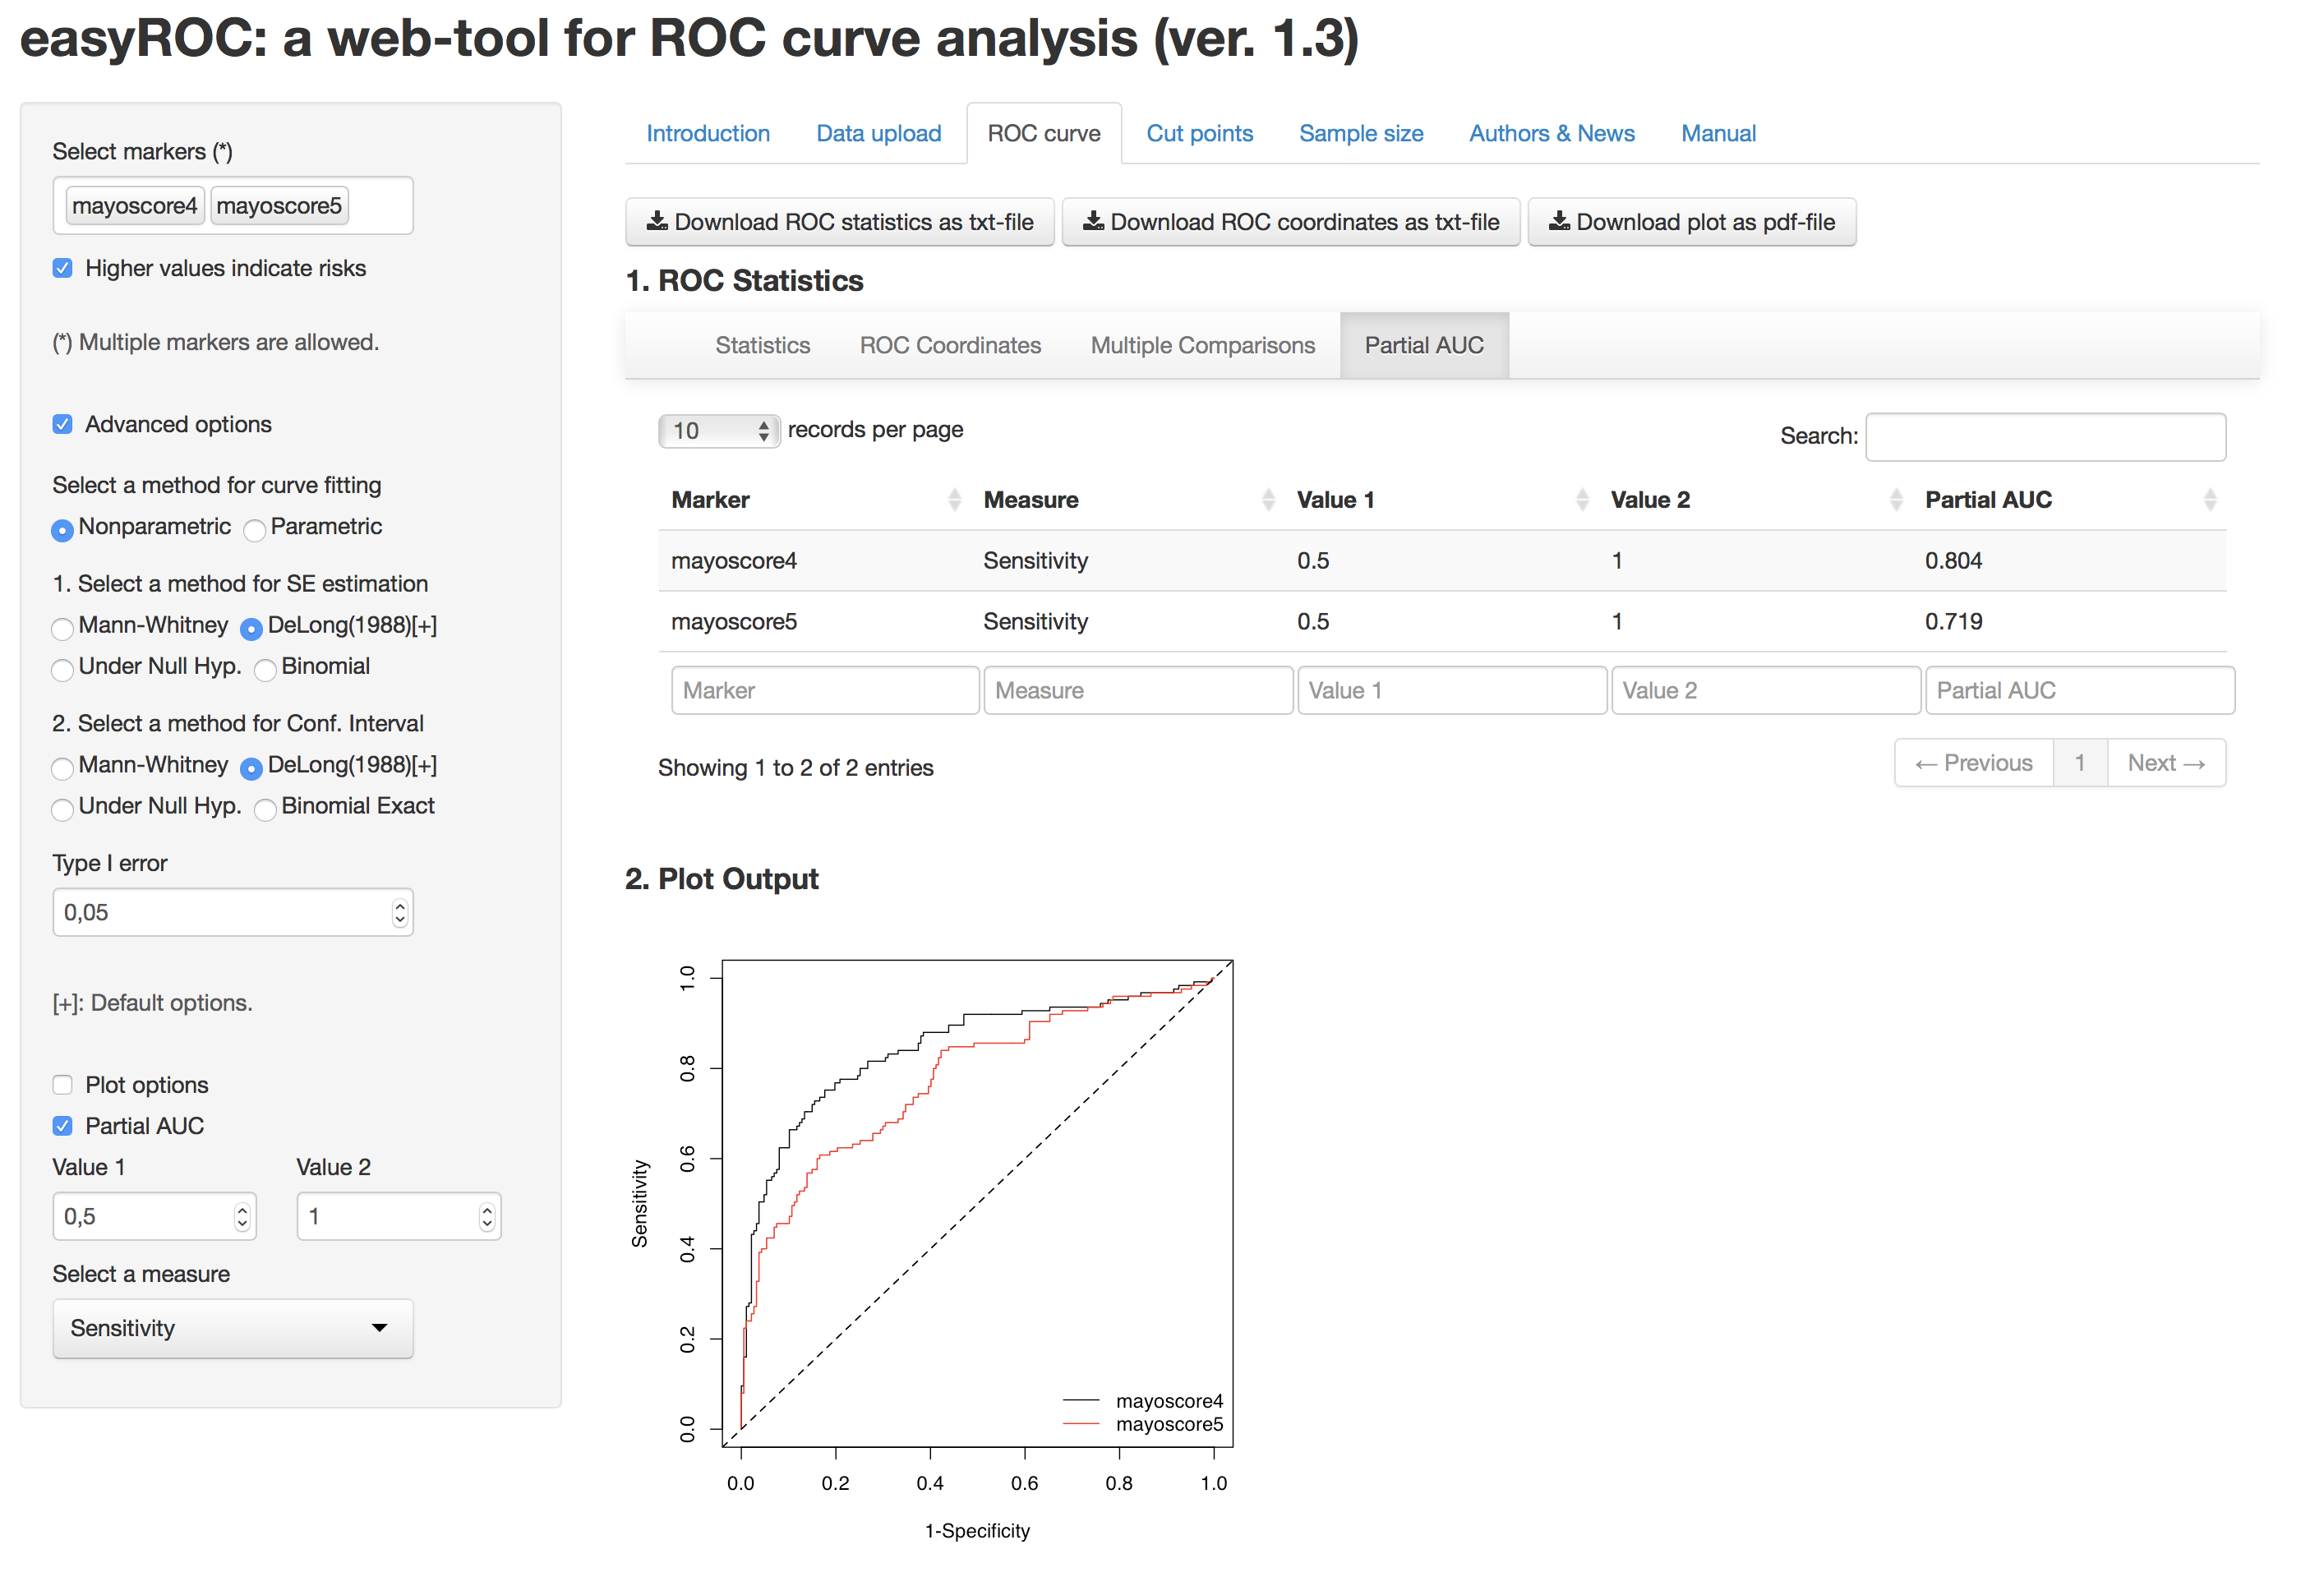 easyROC: a web-tool for ROC curve analysis (ver. 1.3)
Select markers (*)
mayoscore4 mayoscore5
Higher values indicate risks
(*) Multiple markers are allowed.
Advanced options
Select a method for curve fitting
Nonparametric Parametric
1. Select a method for SE estimation
Mann-Whitney DeLong(1988)[+]
Under Null Hyp. Binomial
2. Select a method for Conf. Interval
Mann-Whitney DeLong(1988)[+]
Under Null Hyp. Binomial Exact
Type I error
0,05
[+]: Default options.
Plot options
Partial AUC
Value 1 Value 2
0,5 1
Select a measure
Sensitivity
Introduction Data upload ROC curve Cut points Sample size Authors & News Manual
Download ROC statistics as txt-file Download ROC coordinates as txt-file Download plot as pdf-file
1. ROC Statistics
Statistics ROC Coordinates Multiple Comparisons Partial AUC
10 records per page Search:
Marker Measure Value 1 Value 2 Partial AUC
mayoscore4 Sensitivity 0.5 1 0.804
mayoscore5 Sensitivity 0.5 1 0.719
Marker Measure Value 1 Value 2 Partial AUC
Showing 1 to 2 of 2 entries
← Previous 1 Next →
2. Plot Output
1.0
0.8
0.6
0.4
0.2
0.0
Sensitivity
mayoscore4
mayoscore5
0.0 0.2 0.4 0.6 0.8 1.0
1-Specificity